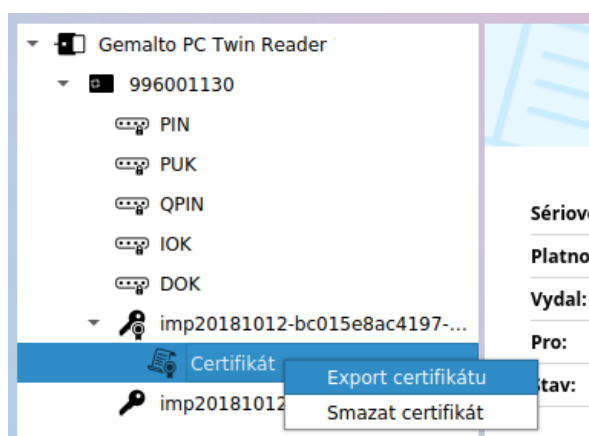 Gemalto PC Twin Reader
996001130
PIN
PUK
QPIN
IOK
DOK
imp20181012-bc015e8ac4197-...
Certifikát
imp20181012
Export certifikátu
Smazat certifikát
Sériov
Platno
Vydal:
Pro:
tav: